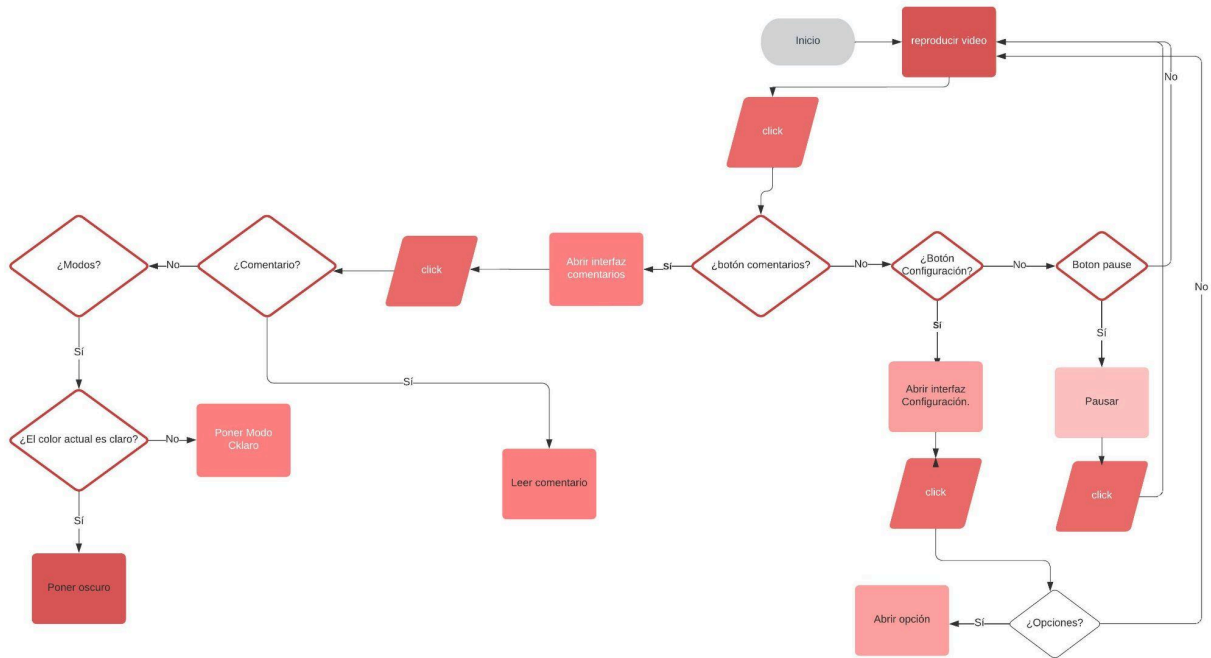 Inicio
reproducir video
No
click
¿Modos?
No
¿Comentario?
click
Abrir interfaz
comentarios
Sí
¿botón comentarios?
No
¿Botón
Configuración?
No
Boton pause
No
Sí
Sí
Sí
Sí
¿El color actual es claro?
No
Poner Modo
Cklaro
Abrir interfaz
Configuración.
Pausar
Sí
Leer comentario
click
click
Poner oscuro
Abrir opción
Sí
¿Opciones?